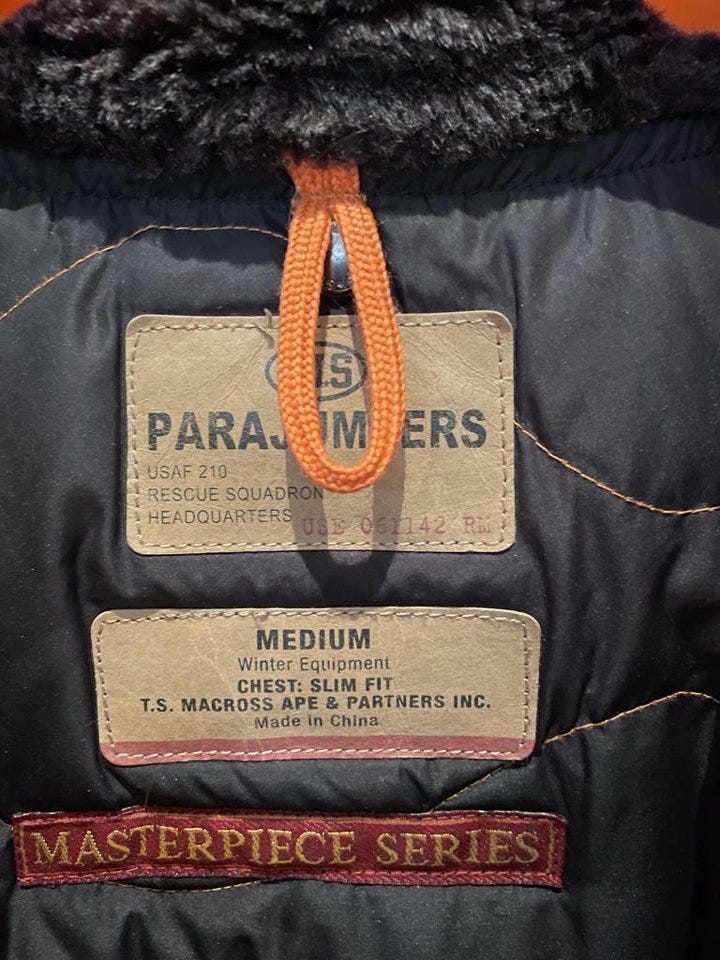 .S
USAF 210
RESCUE SQUADRON
HEADQUARTERS
USE 061142 RM
MEDIUM
Winter Equipment
CHEST: SLIM FIT
T.S. MACROSS APE & PARTNERS INC.
Made in China
MASTERPIECE SERIES